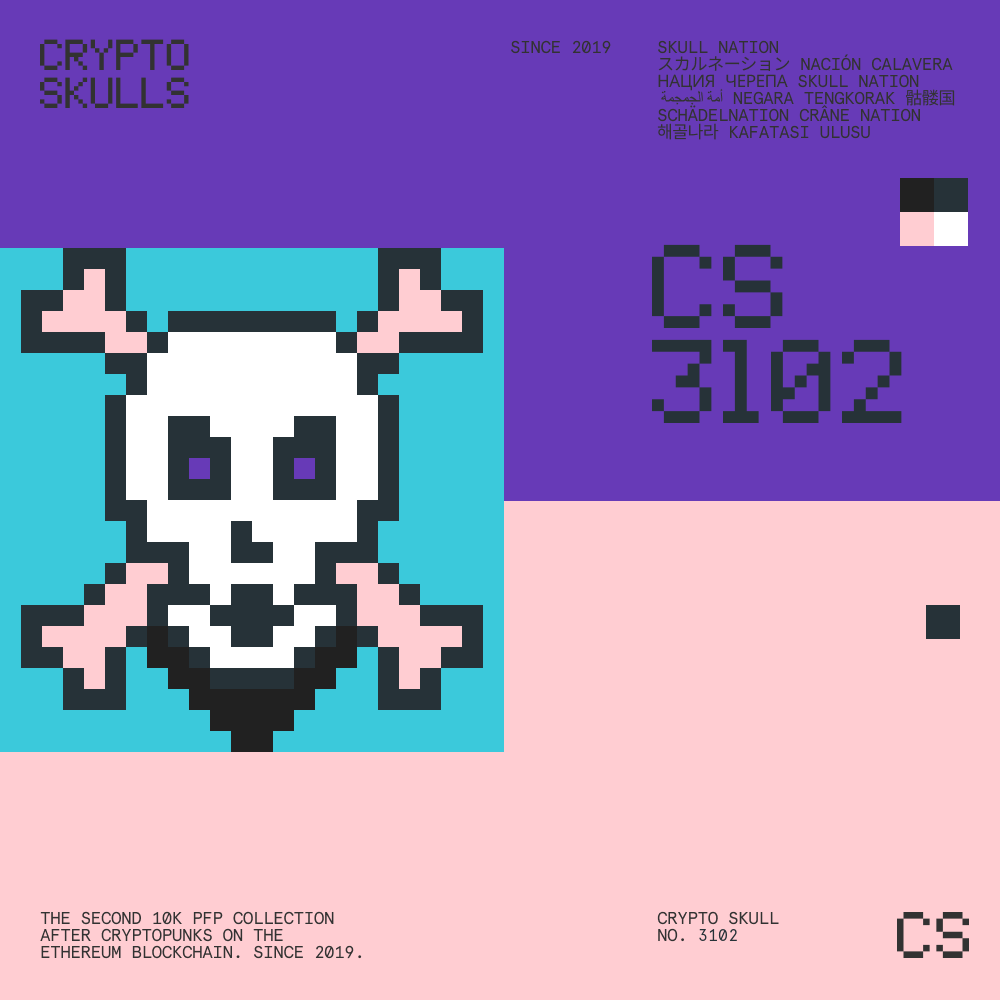 CRYPTO
SKULLS
SINCE 2019
SKULL NATION
スカルネーション NACIÓN CALAVERA
НАЦИЯ ЧЕРЕПА SKULL NATION
أمة الجمجمة NEGARA TENGKORAK 骷髅国
SCHÄDELNATION CRÂNE NATION
해골나라 KAFATASI ULUSU
CS
3102
THE SECOND 10K PFP COLLECTION
AFTER CRYPTOPUNKS ON THE
ETHEREUM BLOCKCHAIN. SINCE 2019.
CRYPTO SKULL
NO. 3102
CS